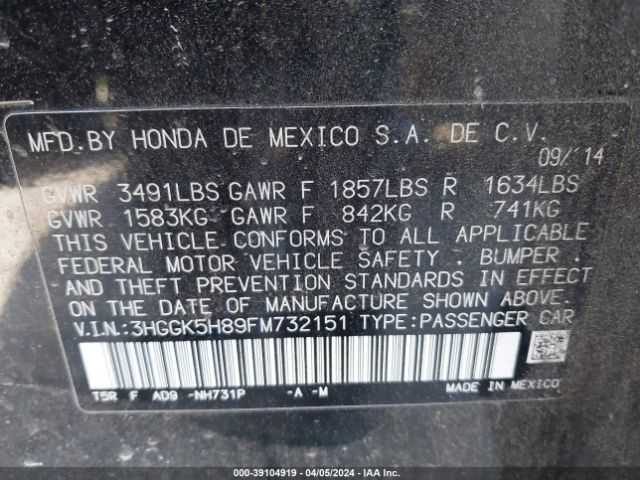 MFD.BY HONDA DE MEXICO S.A. DE C.V.
09/'14
GVWR 3491LBS GAWR F 1857LBS R 1634LBS
GVWR 1583KG GAWR F 842KG R 741KG
THIS VEHICLE CONFORMS TO ALL APPLICABLE
FEDERAL MOTOR VEHICLE SAFETY . BUMPER .
AND THEFT PREVENTION STANDARDS IN EFFECT
ON THE DATE OF MANUFACTURE SHOWN ABOVE.
V.I.N:3HGGK5H89FM732151 TYPE:PASSENGER CAR
T5R F AD9 -NH731P -A -M
MADE IN MEXICO
000-39104919 / 04/05/2024 - IAA Inc.